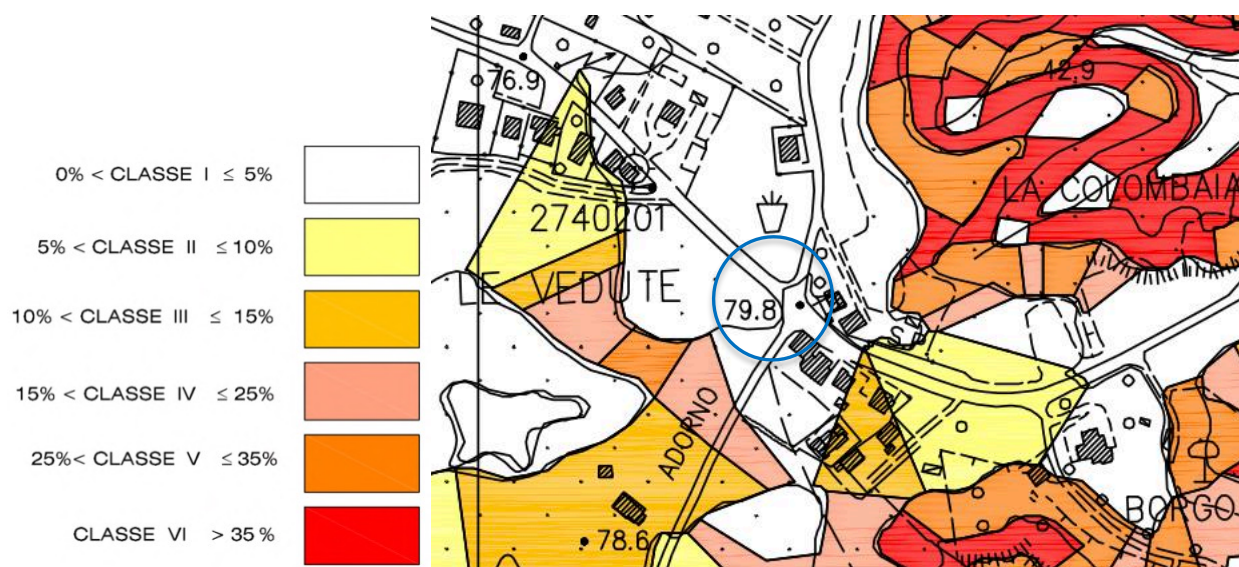 0% < CLASSE I ≤ 5%
5% < CLASSE II ≤ 10%
10% < CLASSE III ≤ 15%
15% < CLASSE IV ≤ 25%
25%< CLASSE V ≤ 35%
CLASSE VI > 35 %
76.9
42.9
LA COLOMBAIA
2740201
LE VEDUTE
79.8
S
ADORNO
BORGO
78.6